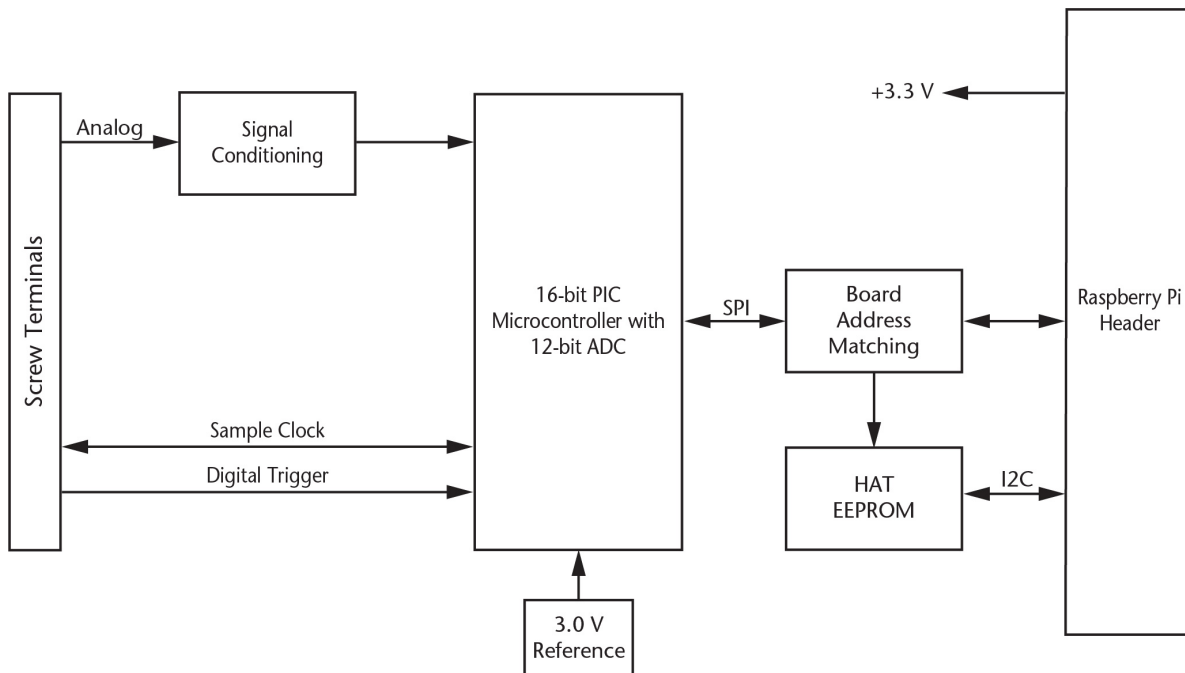 Screw Terminals
Analog
Signal
Conditioning
16-bit PIC
Microcontroller with
12-bit ADC
Sample Clock
Digital Trigger
3.0 V
Reference
SPI
Board
Address
Matching
HAT
EEPROM
I2C
+3.3 V
Raspberry Pi
Header